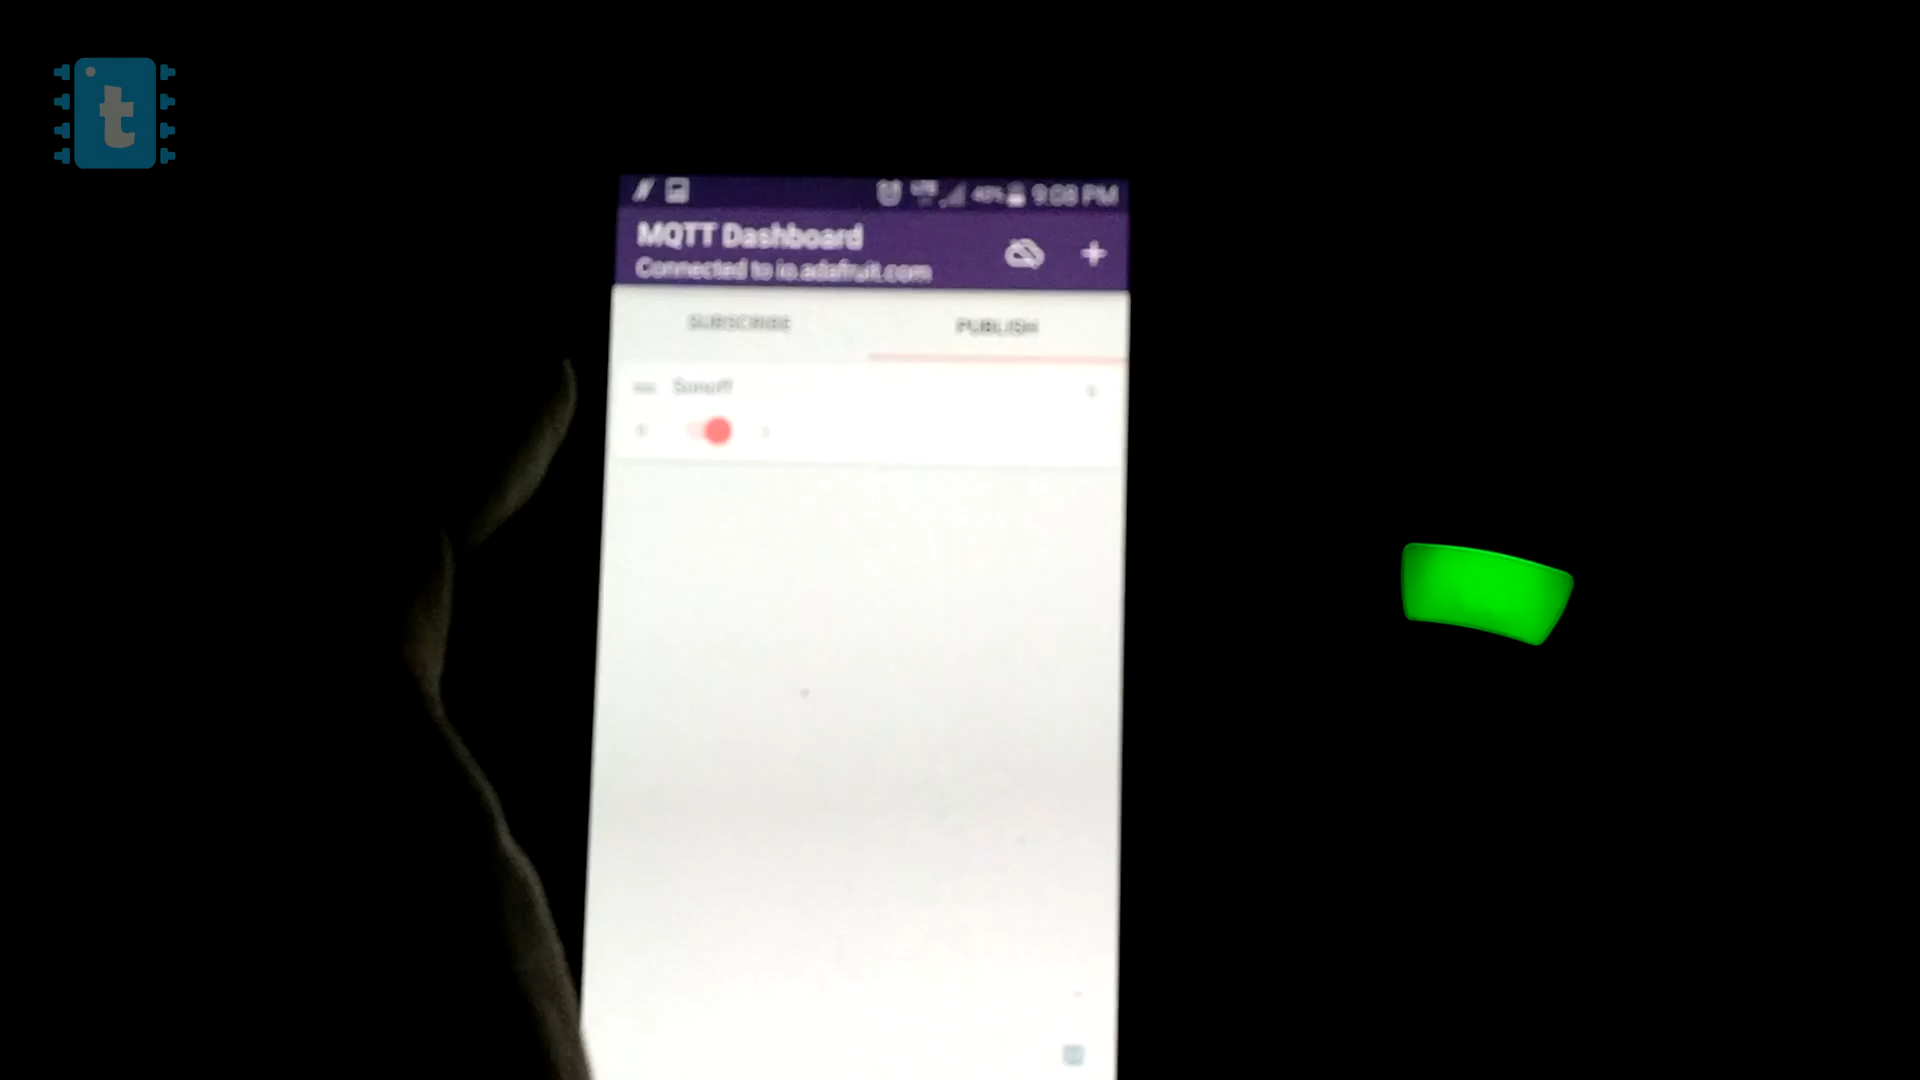 t
9:08 PM
MQTT Dashboard
Connected to io.adafruit.com
SUBSCRIBE
PUBLISH
Sonoff